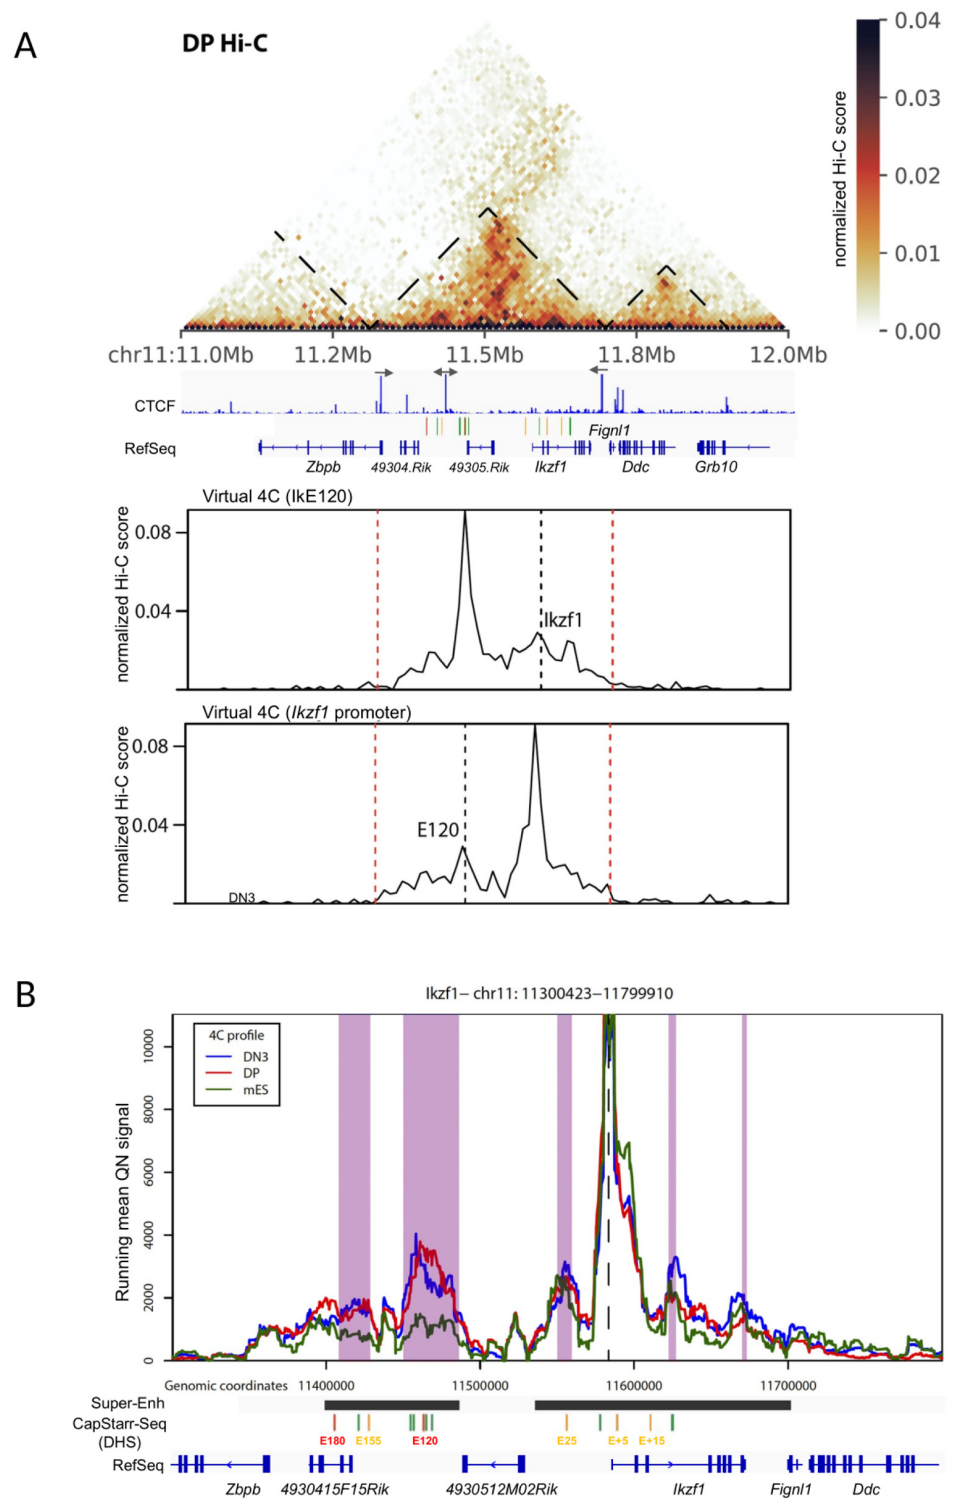 A
DP Hi-C
0.04
0.03
0.02
0.01
0.00
normalized Hi-C score
chr11:11.0Mb 11.2Mb 11.5Mb 11.8Mb 12.0Mb
CTCF
Fignl1
RefSeq
Zbpb 49304.Rik 49305.Rik Ikzf1 Ddc Grb10
Virtual 4C (IkE120)
normalized Hi-C score
0.08
0.04
Ikzf1
Virtual 4C (Ikzf1 promoter)
normalized Hi-C score
0.08
0.04
E120
DN3
B
Ikzf1– chr11: 11300423–11799910
4C profile
DN3
DP
mES
Running mean QN signal
10000
8000
6000
4000
2000
0
Genomic coordinates 11400000 11500000 11600000 11700000
Super-Enh
CapStarr-Seq
(DHS)
E180 E155 E120 E25 E+5 E+15
RefSeq
Zbpb 4930415F15Rik 4930512M02Rik Ikzf1 Fignl1 Ddc